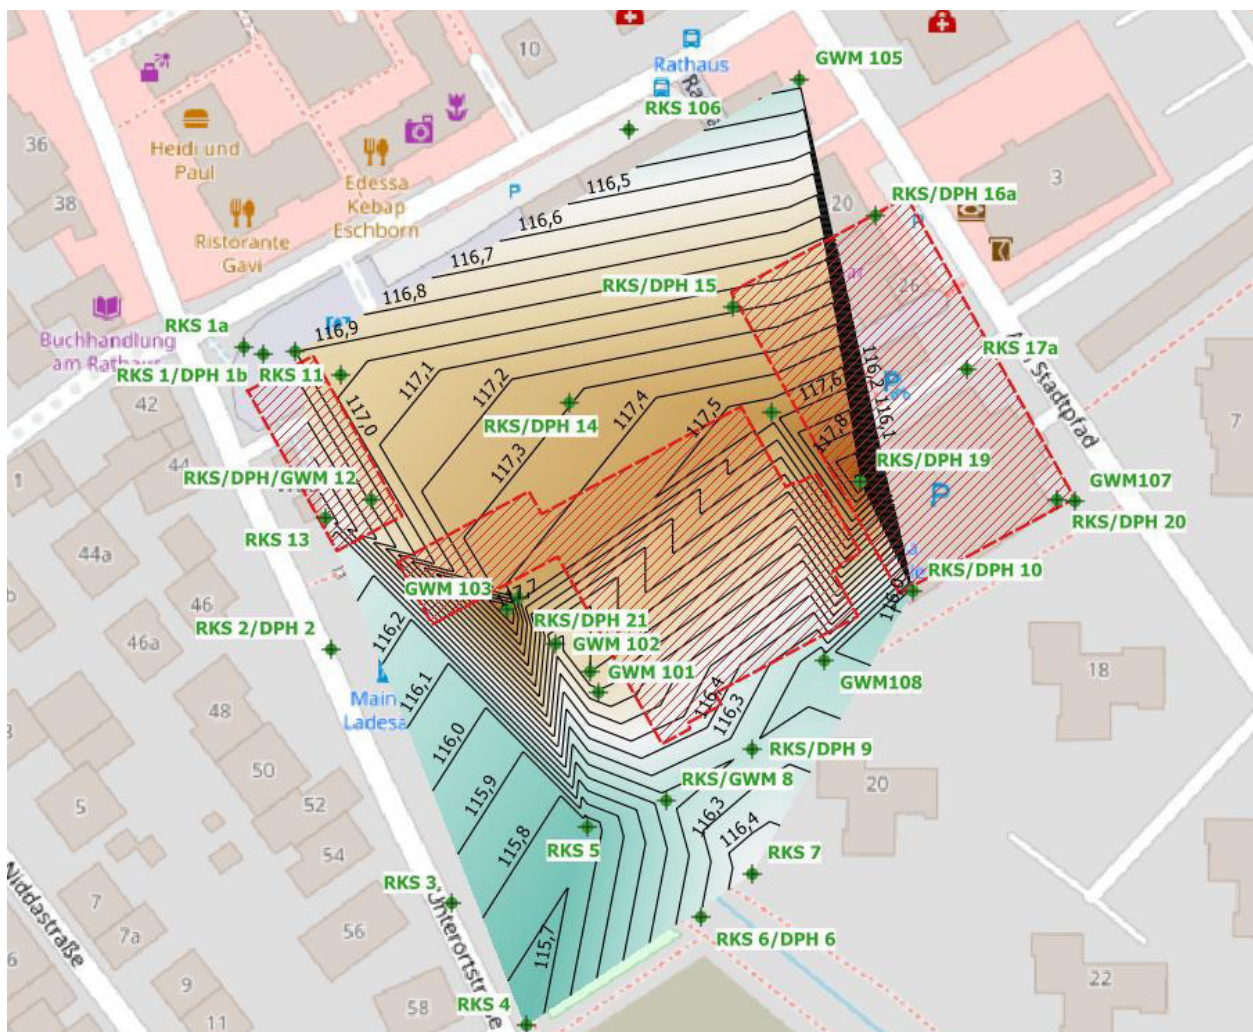 GWM 105
10
Rathaus
RKS 106
36
Heidi und
Paul
3
Edessa
Kebap
Eschborn
P
116,5
20
RKS/DPH 16a
38
116,6
Ristorante
Gavi
116,7
26
116,8
RKS/DPH 15
RKS 1a
116,9
Buchhandlung
am Rathaus
RKS 1/DPH 1b
RKS 11
RKS 17a
117,1
117,2
117,6
116,2
116,1
42
117,0
117,4
117,5
RKS/DPH 14
117,8
Stadtpfad
7
44
117,3
RKS/DPH 19
1
RKS/DPH/GWM 12
P
GWM107
RKS/DPH 20
RKS 13
44a
13
RKS/DPH 10
GWM 103
116,0
46
RKS/DPH 21
116,2
RKS 2/DPH 2
46a
GWM 102
GWM 101
18
116,1
116,4
GWM108
Main
Ladesa
48
116,3
116,0
RKS/DPH 9
50
RKS/GWM 8
20
115,9
5
52
116,3
116,4
115,8
54
RKS 5
RKS 7
RKS 3
Niddastraße
7
Unterortstraße
7a
56
115,7
RKS 6/DPH 6
22
9
58
RKS 4
11